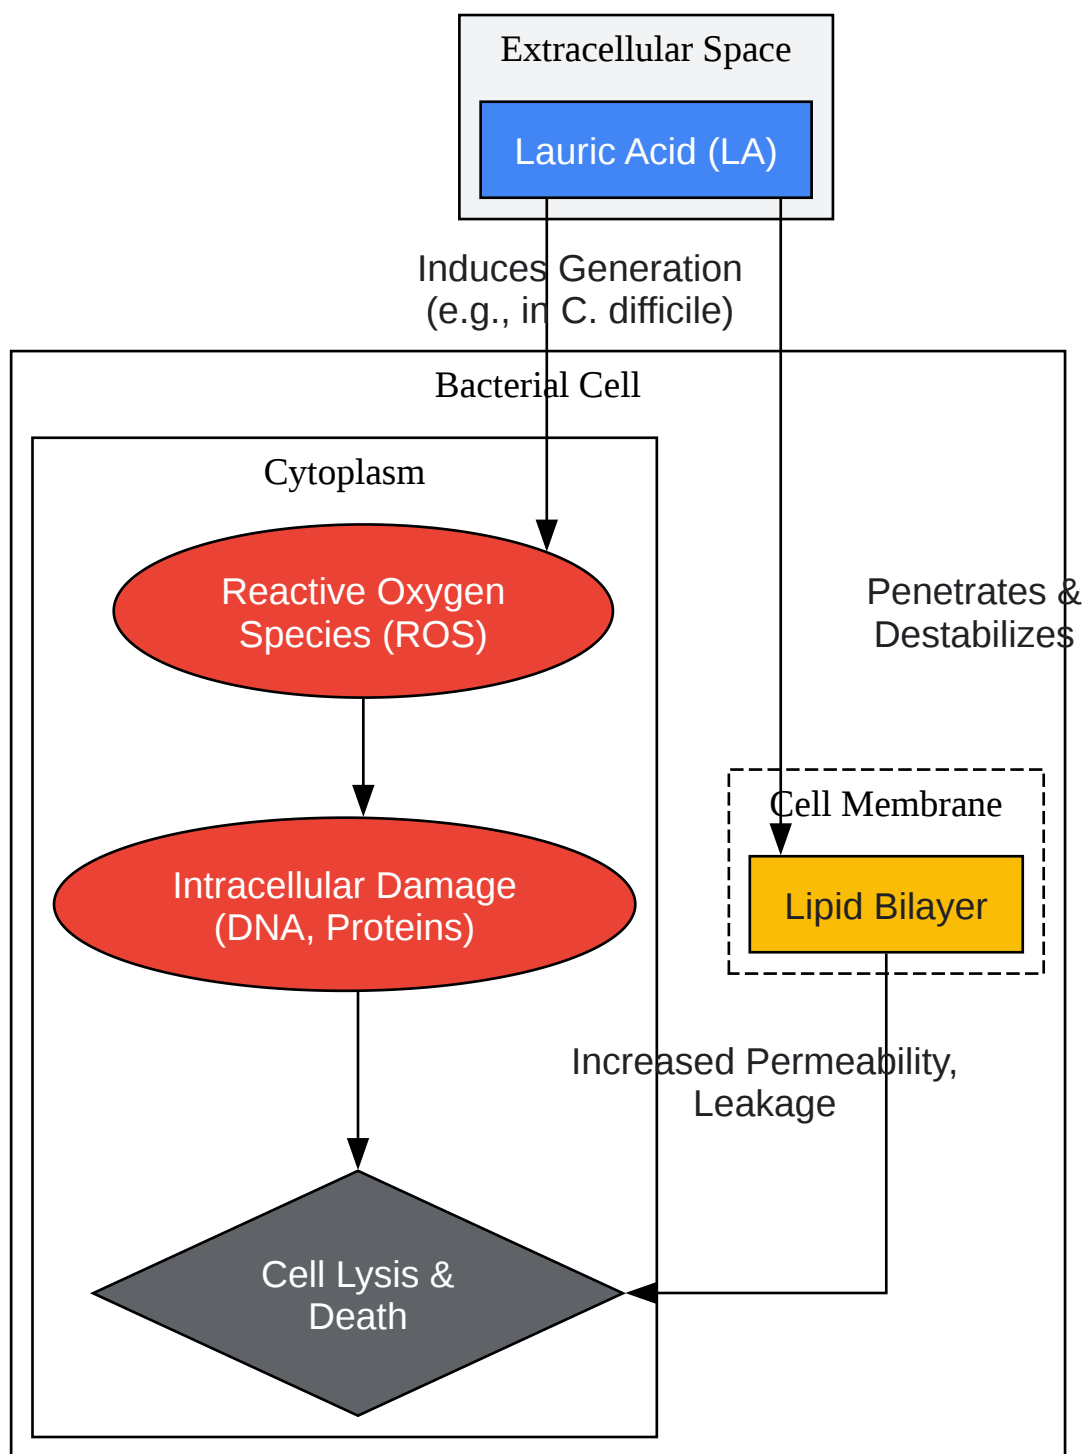 Extracellular Space
Lauric Acid (LA)
Induces Generation
(e.g., in C. difficile)
Bacterial Cell
Cytoplasm
Reactive Oxygen
Species (ROS)
Penetrates &
Destabilizes
Cell Membrane
Intracellular Damage
(DNA, Proteins)
Lipid Bilayer
Increased Permeability,
Leakage
Cell Lysis &
Death